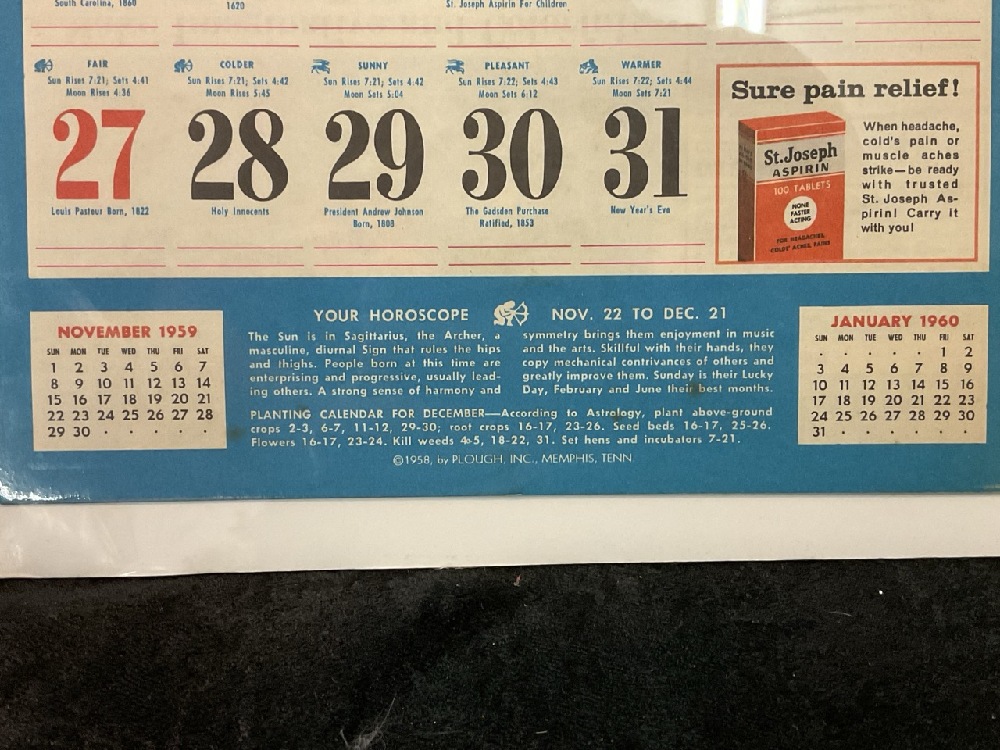 South Carolina, 1860
1620
St. Joseph Aspirin For Children
FAIR
Sun Rises 7:21; Sets 4:41
Moon Rises 4:36
27
Louis Pasteur Born, 1822
COLDER
Sun Rises 7:21; Sets 4:42
Moon Rises 5:45
28
Holy Innocents
SUNNY
Sun Rises 7:21; Sets 4:42
Moon Sets 5:04
29
President Andrew Johnson
Born, 1808
PLEASANT
Sun Rises 7:22; Sets 4:43
Moon Sets 6:12
30
The Gadsden Purchase
Ratified, 1853
WARMER
Sun Rises 7:22; Sets 4:44
Moon Sets 7:21
31
New Year's Eve
Sure pain relief!
St. Joseph
ASPIRIN
100 TABLETS
NONE
FASTER
ACTING
FOR HEADACHES,
COLDS' ACHES, PAINS
When headache,
cold's pain or
muscle aches
strike—be ready
with trusted
St. Joseph As-
pirin! Carry it
with you!
NOVEMBER 1959
SUN MON TUE WED THU FRI SAT
1 2 3 4 5 6 7
8 9 10 11 12 13 14
15 16 17 18 19 20 21
22 23 24 25 26 27 28
29 30 · · · · ·
YOUR HOROSCOPE NOV. 22 TO DEC. 21
The Sun is in Sagittarius, the Archer, a
masculine, diurnal Sign that rules the hips
and thighs. People born at this time are
enterprising and progressive, usually lead-
ing others. A strong sense of harmony and
symmetry brings them enjoyment in music
and the arts. Skillful with their hands, they
copy mechanical contrivances of others and
greatly improve them. Sunday is their Lucky
Day, February and June their best months.
PLANTING CALENDAR FOR DECEMBER—According to Astrology, plant above-ground
crops 2-3, 6-7, 11-12, 29-30; root crops 16-17, 23-26. Seed beds 16-17, 25-26.
Flowers 16-17, 23-24. Kill weeds 4-5, 18-22, 31. Set hens and incubators 7-21.
©1958, by PLOUGH, INC., MEMPHIS, TENN.
JANUARY 1960
SUN MON TUE WED THU FRI SAT
· · · · · 1 2
3 4 5 6 7 8 9
10 11 12 13 14 15 16
17 18 19 20 21 22 23
24 25 26 27 28 29 30
31 · · · · · ·